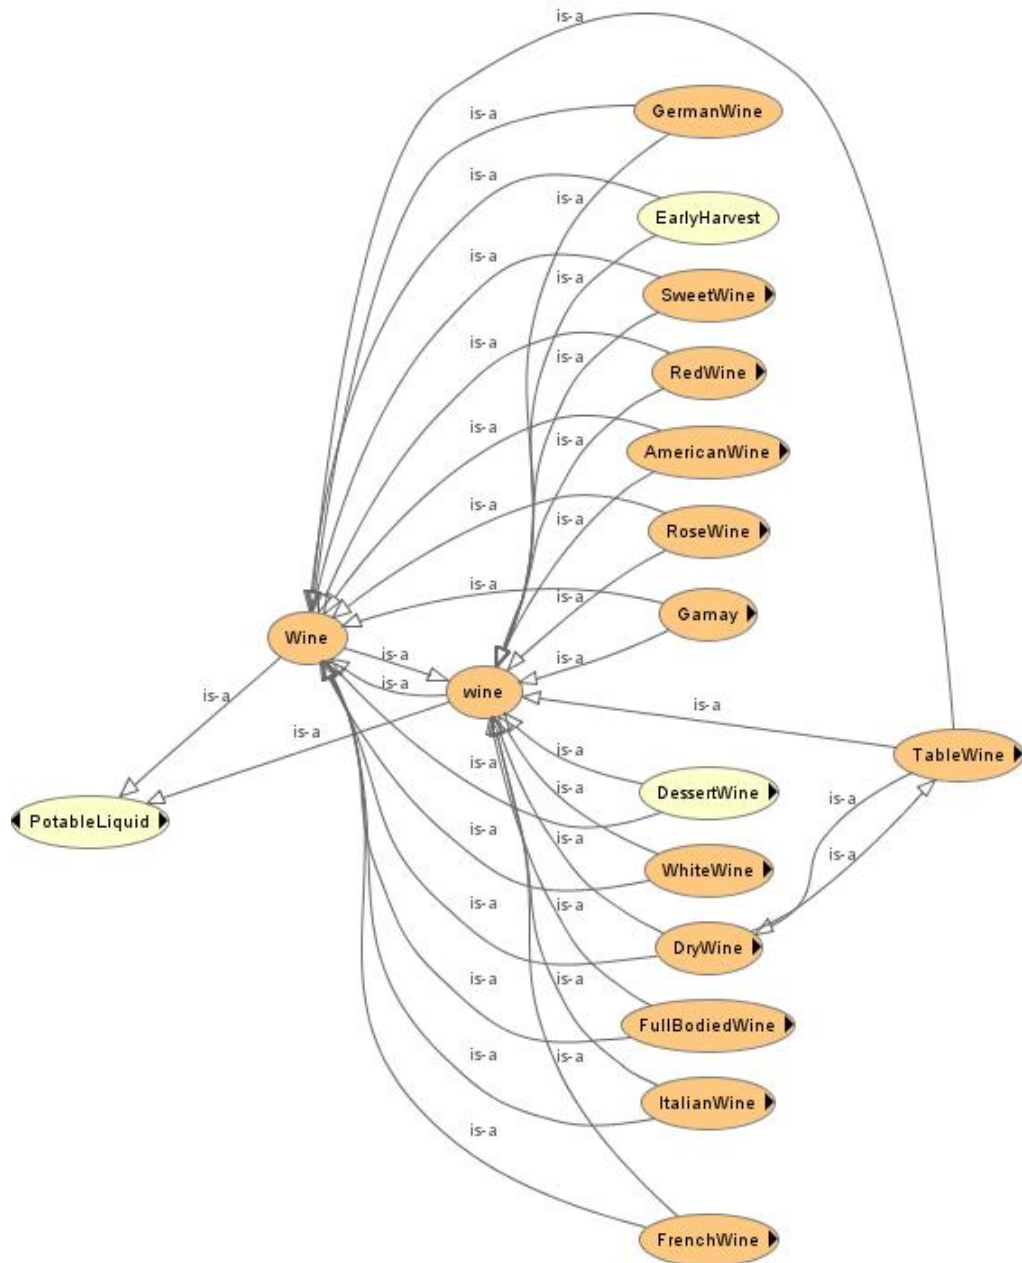 is-a
GermanWine
is-a
is-a
is-a
EarlyHarvest
is-a
is-a
SweetWine
is-a
is-a
is-a
RedWine
is-a
is-a
AmericanWine
is-a
is-a
RoseWine
is-a
is-a
Gamay
Wine
is-a
is-a
is-a
wine
is-a
is-a
is-a
TableWine
is-a
is-a
is-a
DessertWine
is-a
PotableLiquid
is-a
is-a
is-a
WhiteWine
is-a
is-a
DryWine
is-a
is-a
FullBodiedWine
is-a
is-a
ItalianWine
is-a
FrenchWine